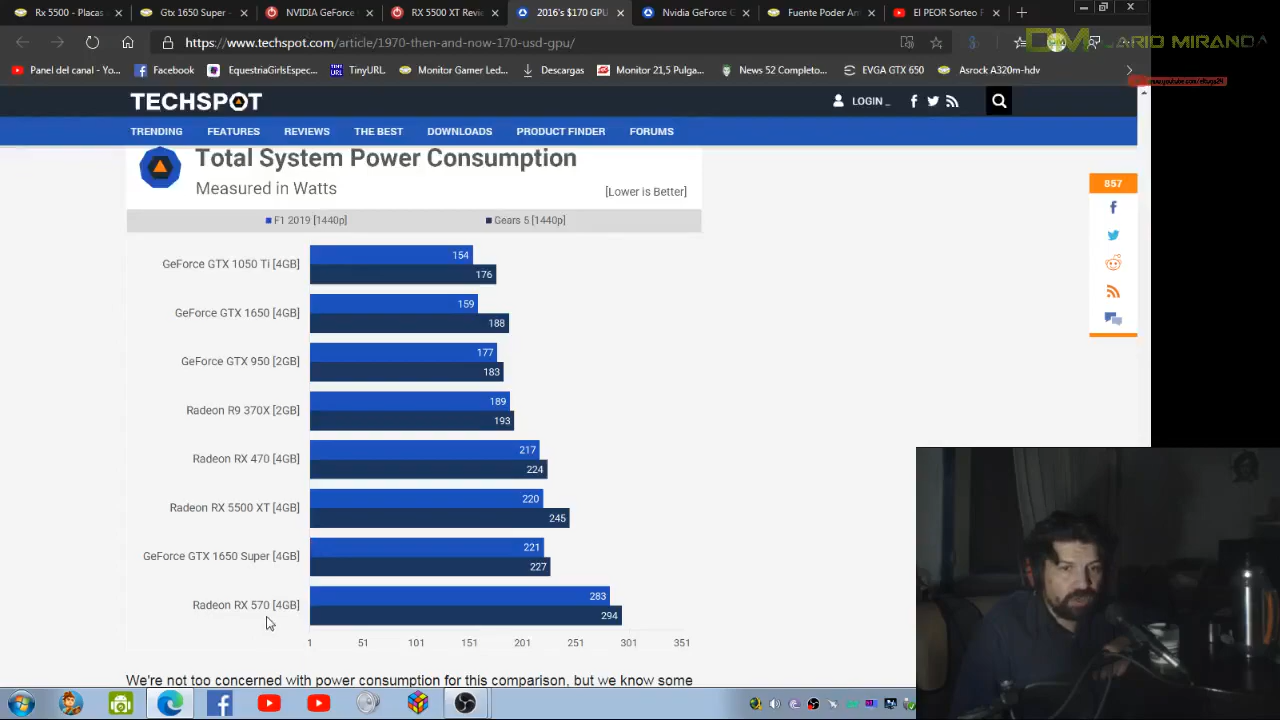 Rx 5500 - Placas
Gtx 1650 Super -
NVIDIA GeForce
RX 5500 XT Revie
2016's $170 GPU
Nvidia GeForce G
Fuente Poder Am
El PEOR Sorteo F
https://www.techspot.com/article/1970-then-and-now-170-usd-gpu/
ARIO MIRANDA
Panel del canal - Yo...
Facebook
EquestriaGirlsEspec...
TinyURL.
Monitor Gamer Led...
Descargas
Monitor 21,5 Pulga...
News 52 Completo...
EVGA GTX 650
Asrock A320m-hdv
TECHSPOT
LOGIN _
TRENDING FEATURES REVIEWS THE BEST DOWNLOADS PRODUCT FINDER FORUMS
Total System Power Consumption
Measured in Watts
[Lower is Better]
857
F1 2019 [1440p]
Gears 5 [1440p]
GeForce GTX 1050 Ti [4GB]
154
176
GeForce GTX 1650 [4GB]
159
188
GeForce GTX 950 [2GB]
177
183
Radeon R9 370X [2GB]
189
193
Radeon RX 470 [4GB]
217
224
Radeon RX 5500 XT [4GB]
220
245
GeForce GTX 1650 Super [4GB]
221
227
Radeon RX 570 [4GB]
283
294
1 51 101 151 201 251 301 351
We're not too concerned with power consumption for this comparison, but we know some